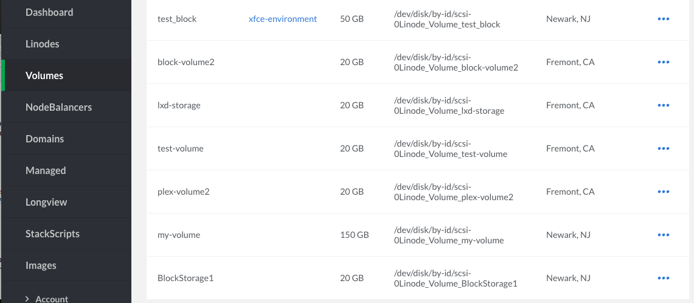 Dashboard
Linodes
Volumes
NodeBalancers
Domains
Managed
Longview
StackScripts
Images
Account
test_block xfce-environment 50 GB /dev/disk/by-id/scsi-
0Linode_Volume_test_block Newark, NJ
block-volume2 20 GB /dev/disk/by-id/scsi-
0Linode_Volume_block-volume2 Fremont, CA
lxd-storage 20 GB /dev/disk/by-id/scsi-
0Linode_Volume_lxd-storage Fremont, CA
test-volume 20 GB /dev/disk/by-id/scsi-
0Linode_Volume_test-volume Fremont, CA
plex-volume2 20 GB /dev/disk/by-id/scsi-
0Linode_Volume_plex-volume2 Fremont, CA
my-volume 150 GB /dev/disk/by-id/scsi-
0Linode_Volume_my-volume Newark, NJ
BlockStorage1 20 GB /dev/disk/by-id/scsi-
0Linode_Volume_BlockStorage1 Newark, NJ